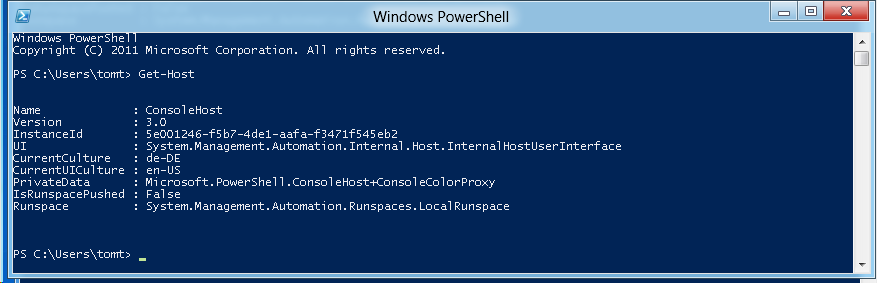 Windows PowerShell
Windows PowerShell
Copyright (C) 2011 Microsoft Corporation. All rights reserved.
PS C:\Users\tomt> Get-Host
Name             : ConsoleHost
Version          : 3.0
InstanceId       : 5e001246-f5b7-4de1-aafa-f3471f545eb2
UI               : System.Management.Automation.Internal.Host.InternalHostUserInterface
CurrentCulture   : de-DE
CurrentUICulture : en-US
PrivateData      : Microsoft.PowerShell.ConsoleHost+ConsoleColorProxy
IsRunspacePushed : False
Runspace         : System.Management.Automation.Runspaces.LocalRunspace
PS C:\Users\tomt> _